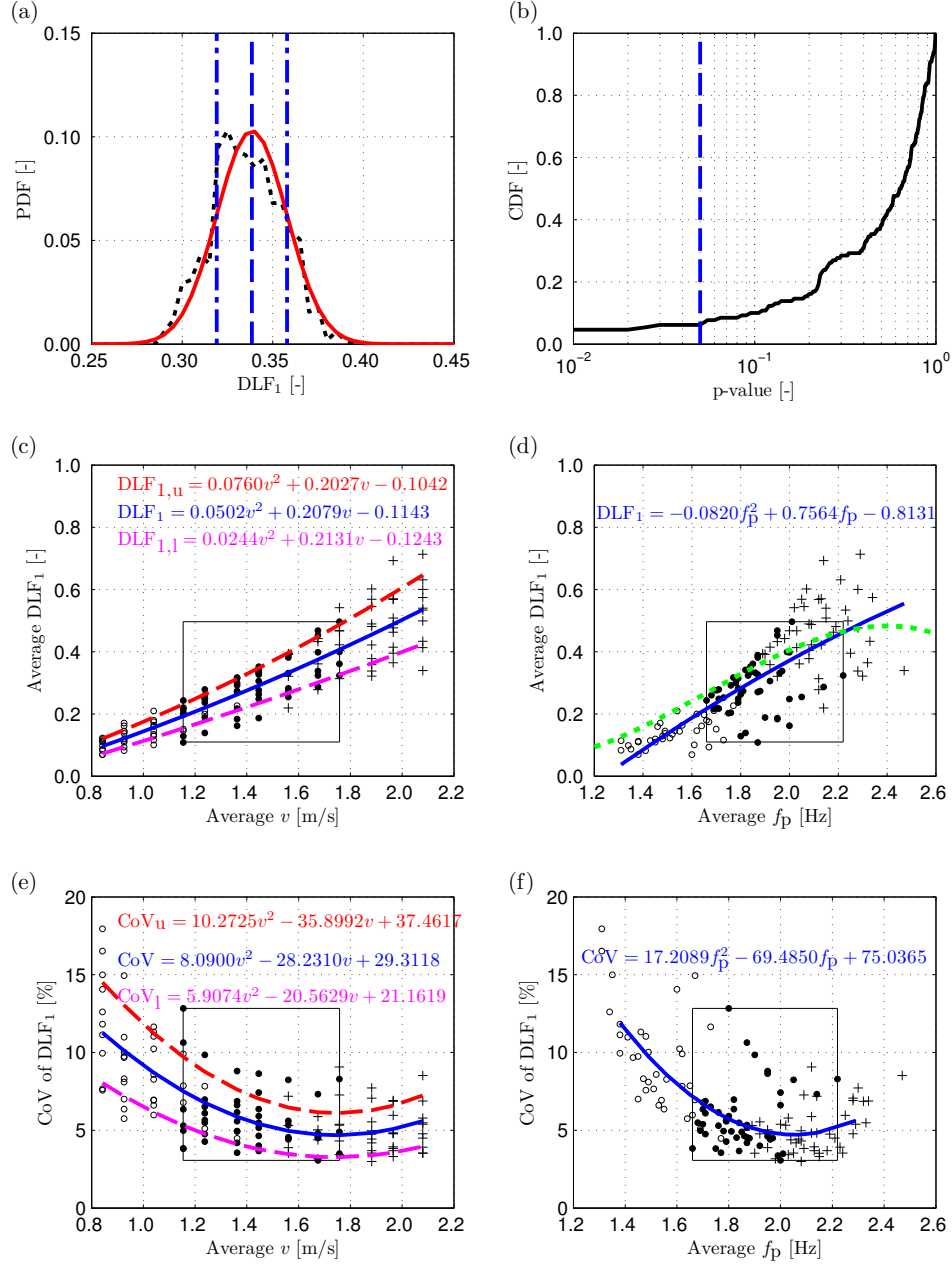 (a)
PDF [-]
0.15
0.10
0.05
0.00
0.25 0.30 0.35 0.40 0.45
DLF₁ [-]
(b)
CDF [-]
1.0
0.8
0.6
0.4
0.2
0.0
10⁻² 10⁻¹ 10⁰
p-value [-]
(c)
Average DLF₁ [-]
1.0
0.8
0.6
0.4
0.2
0.0
DLF₁,ᵤ = 0.0760v² + 0.2027v − 0.1042
DLF₁ = 0.0502v² + 0.2079v − 0.1143
DLF₁,ₗ = 0.0244v² + 0.2131v − 0.1243
0.8 1.0 1.2 1.4 1.6 1.8 2.0 2.2
Average v [m/s]
(d)
Average DLF₁ [-]
1.0
0.8
0.6
0.4
0.2
0.0
DLF₁ = −0.0820fₚ² + 0.7564fₚ − 0.8131
1.2 1.4 1.6 1.8 2.0 2.2 2.4 2.6
Average fₚ [Hz]
(e)
CoV of DLF₁ [%]
20
15
10
5
0
CoVᵤ = 10.2725v² − 35.8992v + 37.4617
CoV = 8.0900v² − 28.2310v + 29.3118
CoVₗ = 5.9074v² − 20.5629v + 21.1619
0.8 1.0 1.2 1.4 1.6 1.8 2.0 2.2
Average v [m/s]
(f)
CoV of DLF₁ [%]
20
15
10
5
0
CoV = 17.2089fₚ² − 69.4850fₚ + 75.0365
1.2 1.4 1.6 1.8 2.0 2.2 2.4 2.6
Average fₚ [Hz]